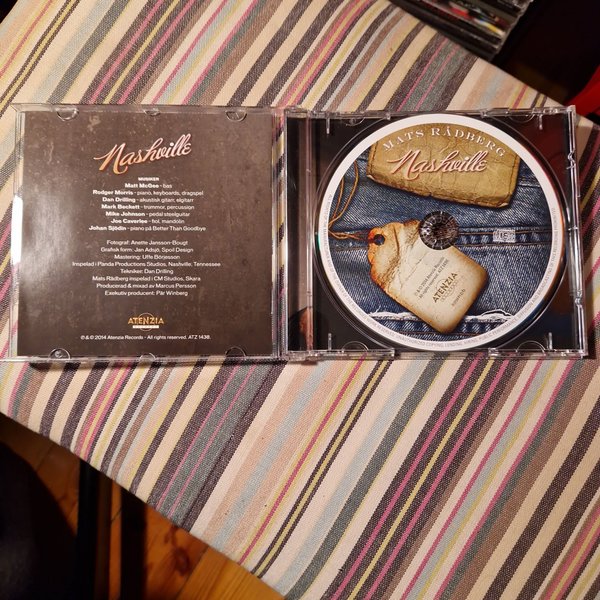 Nashville
MUSIKER
Matt McGee - bas
Rodger Morris - piano, keyboards, dragspel
Dan Drilling - akustisk gitarr, elgitarr
Mark Beckett - trummor, percussion
Mike Johnson - pedal steelguitar
Joe Caverlee - fiol, mandolin
Johan Sjödin - piano på Better Than Goodbye
Fotograf: Anette Jansson-Bougt
Grafisk form: Jan Adsjö, Spoil Design
Mastering: Uffe Börjesson
Inspelad i Panda Productions Studios, Nashville, Tennessee
Tekniker: Dan Drilling
Mats Rådberg inspelad i CM Studios, Skara
Producerad & mixad av Marcus Persson
Exekutiv producent: Pär Winberg
ATENZIA
℗ & © 2014 Atenzia Records - All rights reserved. ATZ 1438.
MATS RÅDBERG
Nashville
ATENZIA